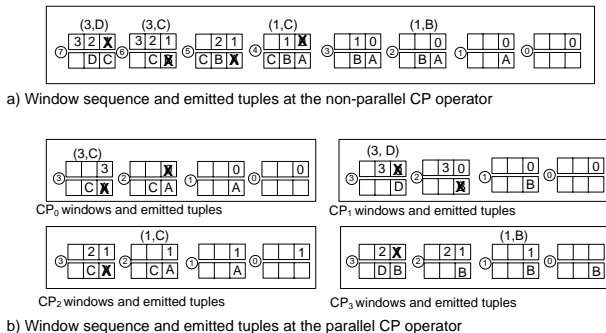 (3,D) (3,C) (1,C) (1,B)
7 3 2 6 3 2 1 5 2 1 4 1 3 1 0 2 0 1 0 0
D C C C B C B A B A B A A
a) Window sequence and emitted tuples at the non-parallel CP operator
(3,C)
3 3 2 1 0 0 0
C C A A
CP0 windows and emitted tuples
(3, D)
3 3 2 3 0 1 0 0 0
D B
CP1 windows and emitted tuples
(1,C)
3 2 1 2 1 1 1 0 1
C C A A
CP2 windows and emitted tuples
(1,B)
3 2 2 2 1 1 1 0
D B B B B
CP3 windows and emitted tuples
b) Window sequence and emitted tuples at the parallel CP operator